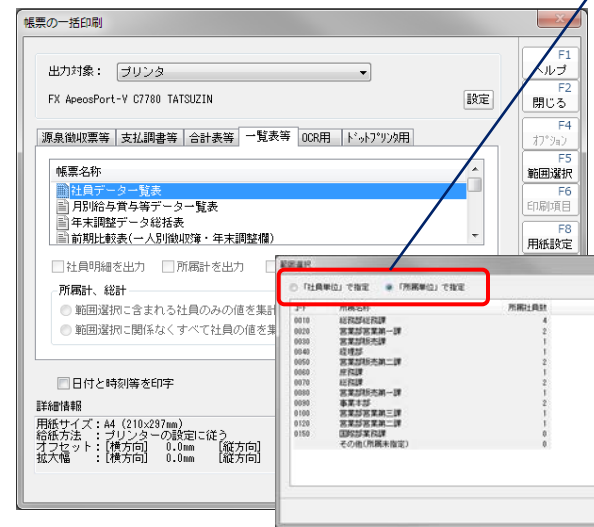 帳票の一括印刷
出力対象： プリンタ
FX ApeosPort-V C7780 TATSUZIN
設定
源泉徴収票等 支払調書等 合計表等 一覧表等 OCR用 ﾄﾞｯﾄﾌﾟﾘﾝﾀ用
帳票名称
社員データ一覧表
月別給与賞与等データ一覧表
年末調整データ総括表
前期比較表(一人別徴収簿・年末調整欄)
社員明細を出力 所属計を出力
所属計、総計
範囲選択に含まれる社員のみの値を集計
範囲選択に関係なくすべて社員の値を集
日付と時刻等を印字
詳細情報
用紙サイズ：A4 (210x297mm)
給紙方法 ：プリンターの設定に従う
オフセット：[横方向] 0.0mm [縦方向]
拡大幅 ：[横方向] 0.0mm [縦方向]
F1
ヘルプ
F2
閉じる
F4
ｵﾌﾟｼｮﾝ
F5
範囲選択
F6
印刷項目
F8
用紙設定
範囲選択
「社員単位」で指定 「所属単位」で指定
コード 所属名称 所属社員数
0010 総務部総務課 4
0020 営業部営業第一課 2
0030 営業部販売課 1
0040 経理部 1
0050 営業部販売第二課 2
0060 庶務課 1
0070 総務課 2
0080 営業部販売第一課 1
0090 事業本部 2
0100 営業部営業第三課 1
0120 営業部営業第二課 1
0150 国際部業務課 0
その他(所属未指定) 0